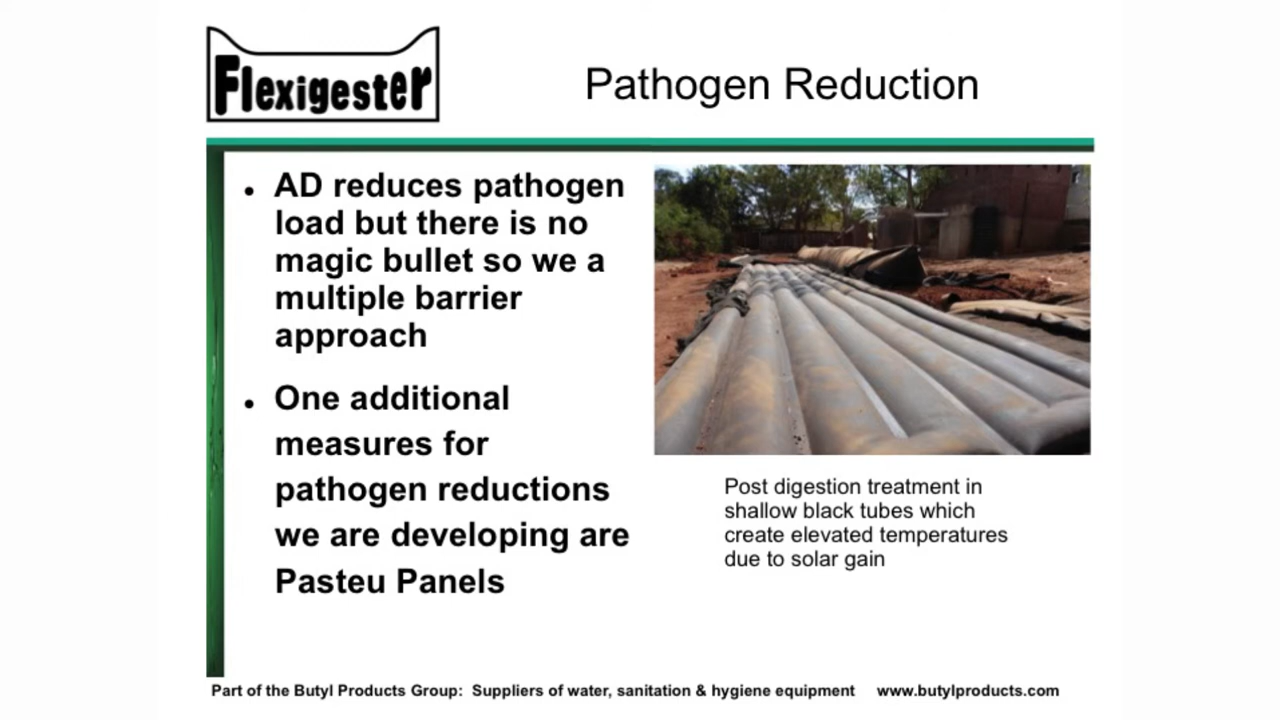 Flexigester
Pathogen Reduction
• AD reduces pathogen
load but there is no
magic bullet so we a
multiple barrier
approach
• One additional
measures for
pathogen reductions
we are developing are
Pasteu Panels
Post digestion treatment in
shallow black tubes which
create elevated temperatures
due to solar gain
Part of the Butyl Products Group: Suppliers of water, sanitation & hygiene equipment www.butylproducts.com